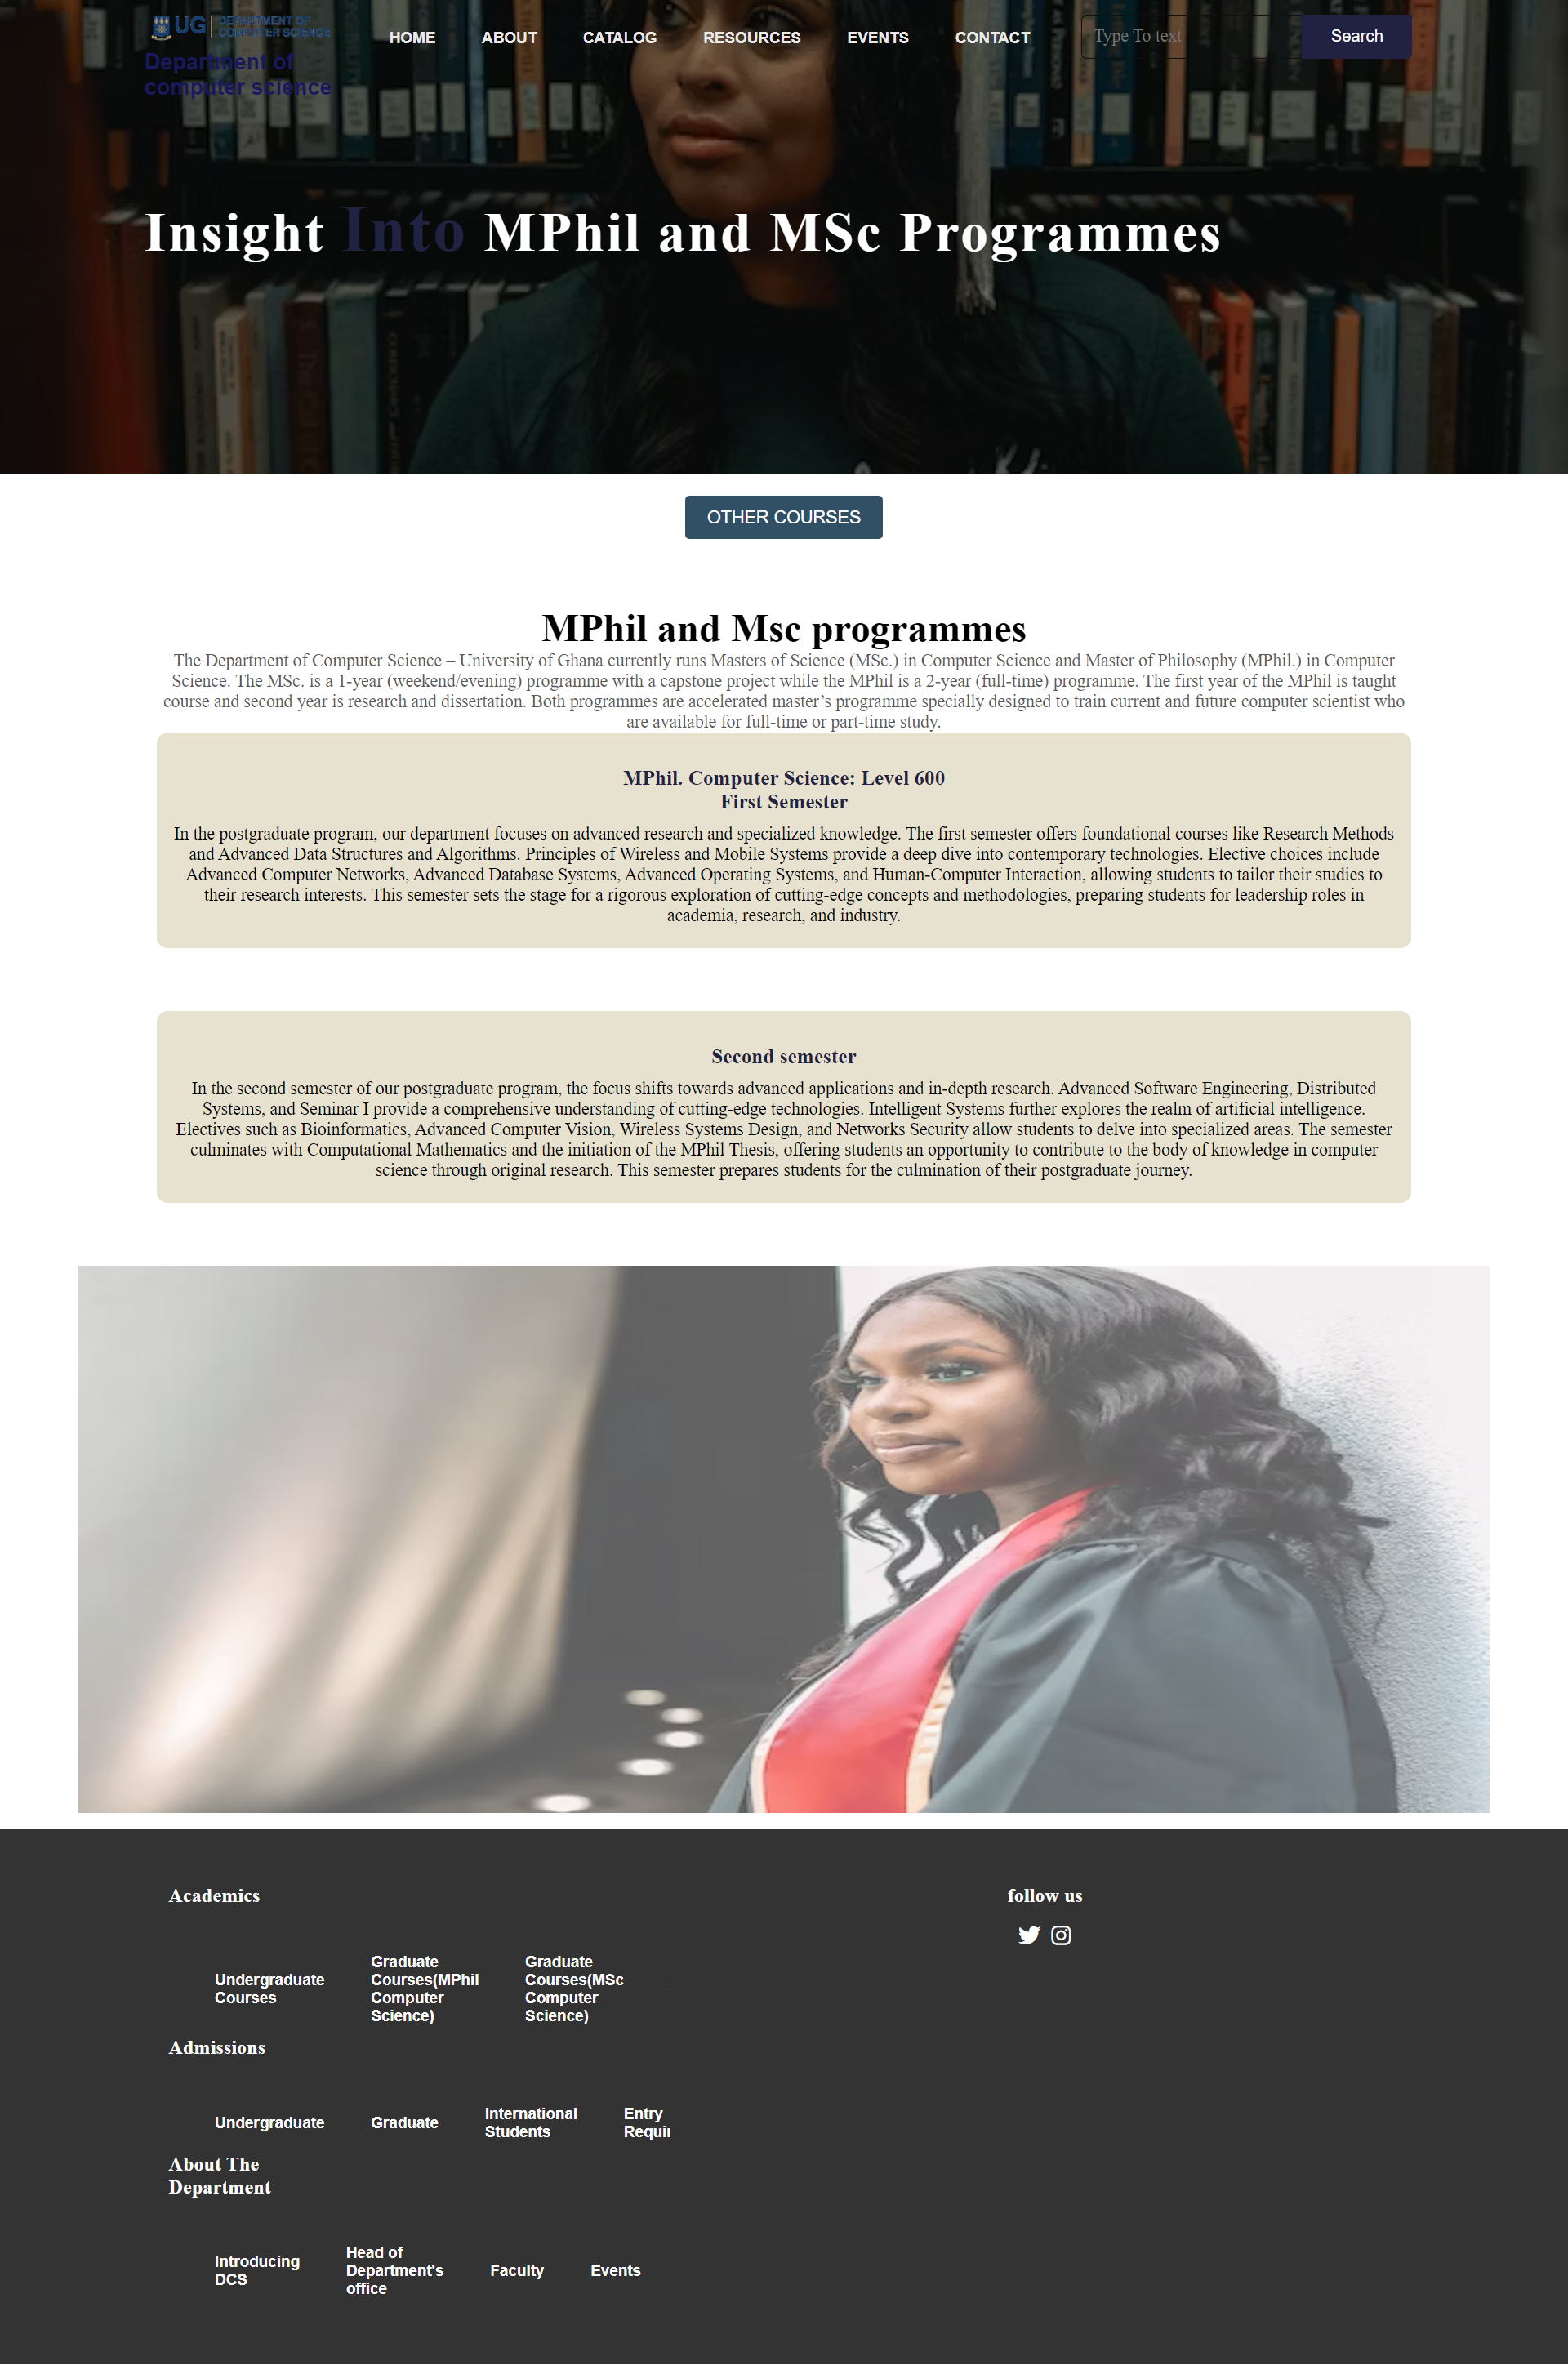 UG DEPARTMENT OF
COMPUTER SCIENCE
Department of
computer science
HOME ABOUT CATALOG RESOURCES EVENTS CONTACT
Type To text
Search
Insight Into MPhil and MSc Programmes
OTHER COURSES
MPhil and Msc programmes
The Department of Computer Science – University of Ghana currently runs Masters of Science (MSc.) in Computer Science and Master of Philosophy (MPhil.) in Computer
Science. The MSc. is a 1-year (weekend/evening) programme with a capstone project while the MPhil is a 2-year (full-time) programme. The first year of the MPhil is taught
course and second year is research and dissertation. Both programmes are accelerated master’s programme specially designed to train current and future computer scientist who
are available for full-time or part-time study.
MPhil. Computer Science: Level 600
First Semester
In the postgraduate program, our department focuses on advanced research and specialized knowledge. The first semester offers foundational courses like Research Methods
and Advanced Data Structures and Algorithms. Principles of Wireless and Mobile Systems provide a deep dive into contemporary technologies. Elective choices include
Advanced Computer Networks, Advanced Database Systems, Advanced Operating Systems, and Human-Computer Interaction, allowing students to tailor their studies to
their research interests. This semester sets the stage for a rigorous exploration of cutting-edge concepts and methodologies, preparing students for leadership roles in
academia, research, and industry.
Second semester
In the second semester of our postgraduate program, the focus shifts towards advanced applications and in-depth research. Advanced Software Engineering, Distributed
Systems, and Seminar I provide a comprehensive understanding of cutting-edge technologies. Intelligent Systems further explores the realm of artificial intelligence.
Electives such as Bioinformatics, Advanced Computer Vision, Wireless Systems Design, and Networks Security allow students to delve into specialized areas. The semester
culminates with Computational Mathematics and the initiation of the MPhil Thesis, offering students an opportunity to contribute to the body of knowledge in computer
science through original research. This semester prepares students for the culmination of their postgraduate journey.
Academics
Undergraduate
Courses
Graduate
Courses(MPhil
Computer
Science)
Graduate
Courses(MSc
Computer
Science)
Admissions
Undergraduate
Graduate
International
Students
Entry
About The
Department
Introducing
DCS
Head of
Department's
office
Faculty
Events
follow us